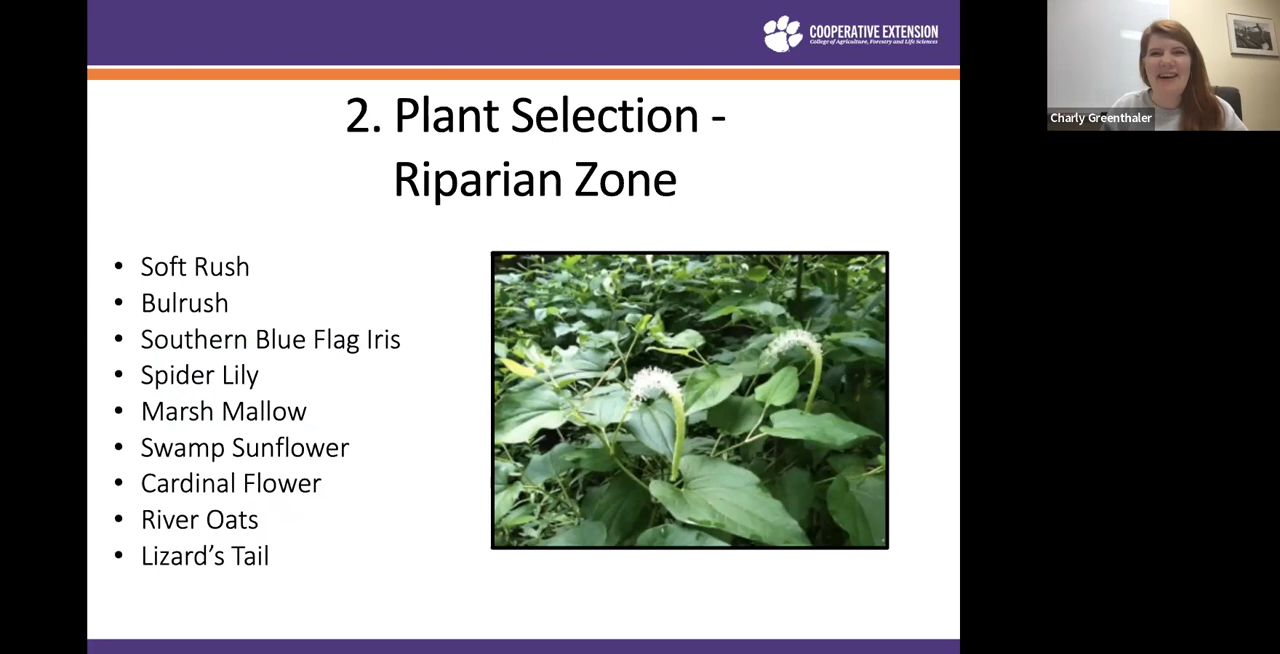 COOPERATIVE EXTENSION
College of Agriculture, Forestry and Life Sciences
2. Plant Selection -
Riparian Zone
• Soft Rush
• Bulrush
• Southern Blue Flag Iris
• Spider Lily
• Marsh Mallow
• Swamp Sunflower
• Cardinal Flower
• River Oats
• Lizard’s Tail
Charly Greenthaler